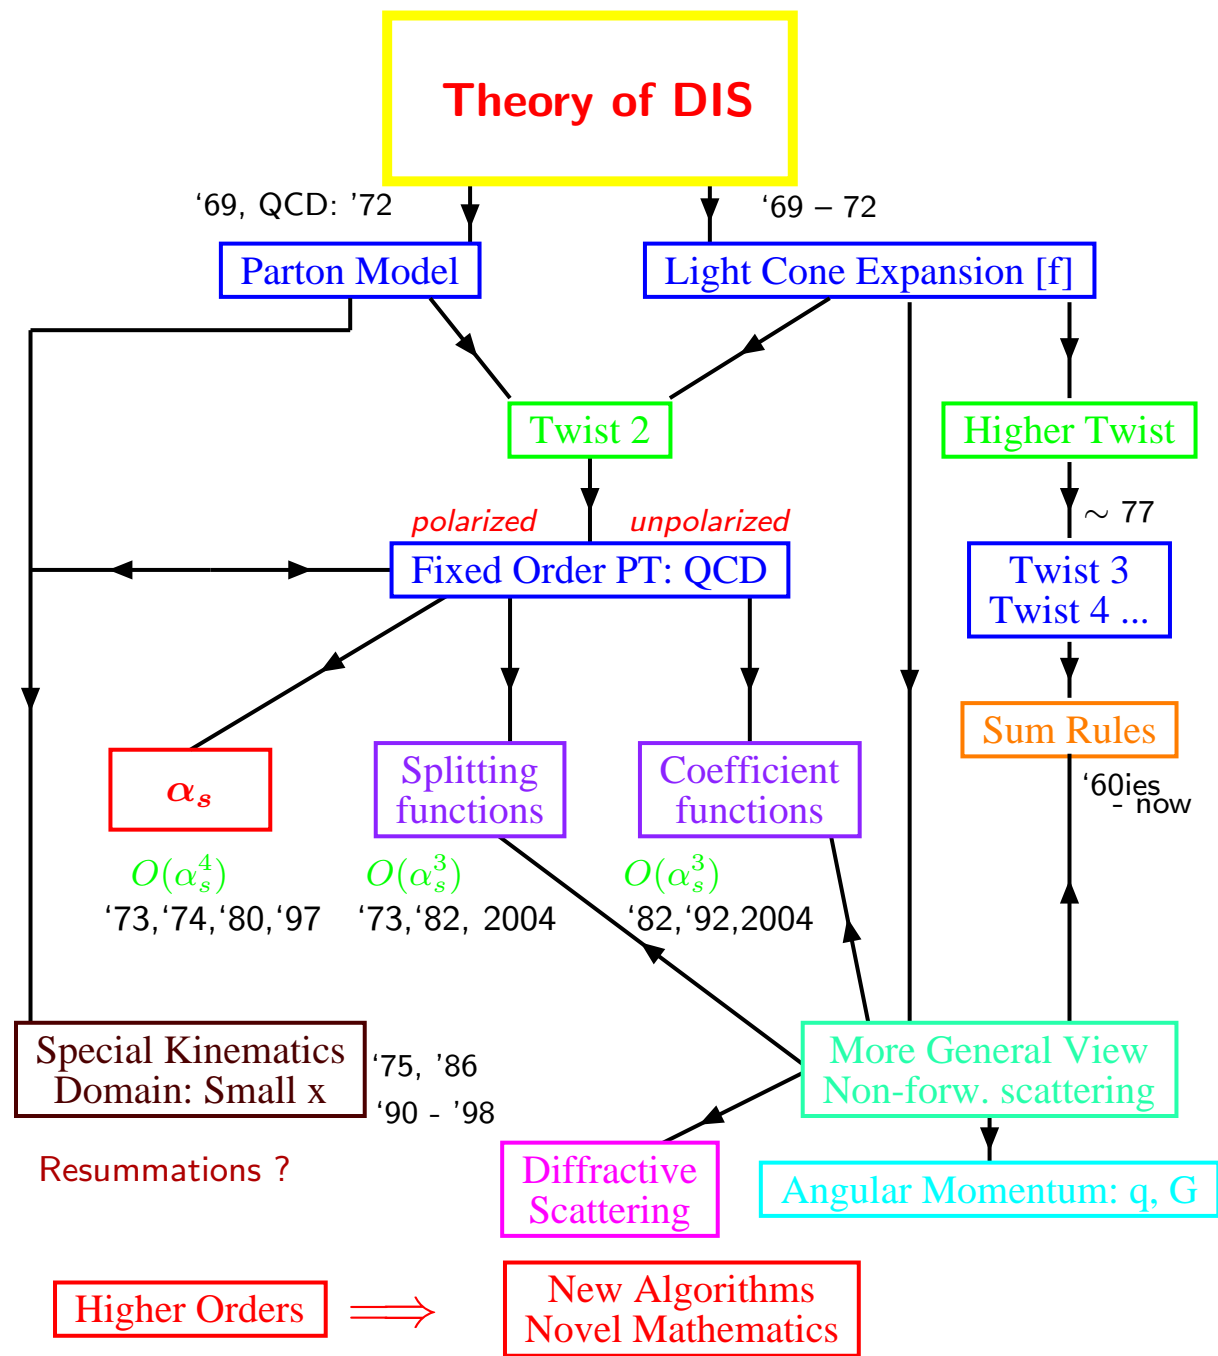 Theory of DIS
‘69, QCD: ’72
‘69 – 72
Parton Model
Light Cone Expansion [f]
Twist 2
Higher Twist
polarized
unpolarized
∼ 77
Fixed Order PT: QCD
Twist 3
Twist 4 ...
Sum Rules
‘60ies
- now
αₛ
Splitting
functions
Coefficient
functions
O(αₛ⁴)
O(αₛ³)
O(αₛ³)
‘73,‘74,‘80,‘97
‘73,‘82, 2004
‘82,‘92,2004
Special Kinematics
Domain: Small x
‘75, ‘86
‘90 - ’98
More General View
Non-forw. scattering
Resummations ?
Diffractive
Scattering
Angular Momentum: q, G
Higher Orders ⟹
New Algorithms
Novel Mathematics